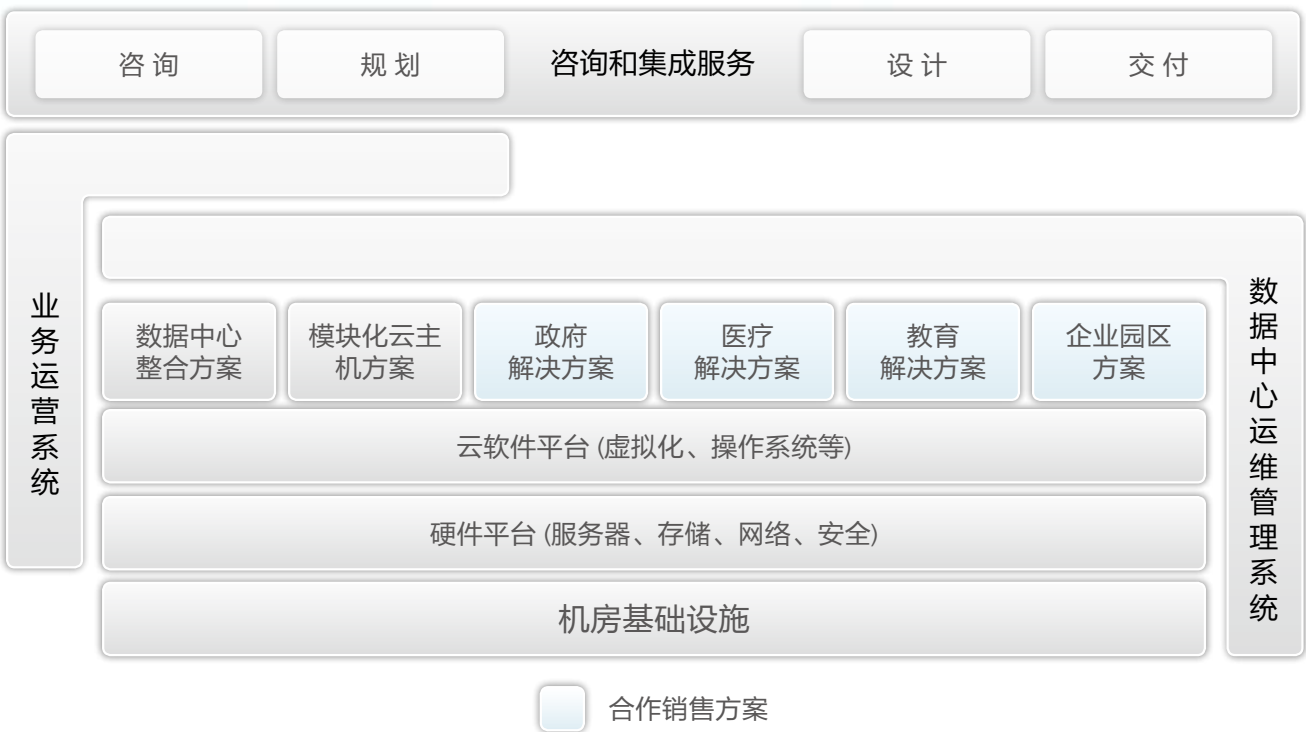 咨 询
规 划
咨询和集成服务
设 计
交 付
业务运营系统
数据中心
整合方案
模块化云主
机方案
政府
解决方案
医疗
解决方案
教育
解决方案
企业园区
方案
数据中心运维管理系统
云软件平台 (虚拟化、操作系统等)
硬件平台 (服务器、存储、网络、安全)
机房基础设施
合作销售方案